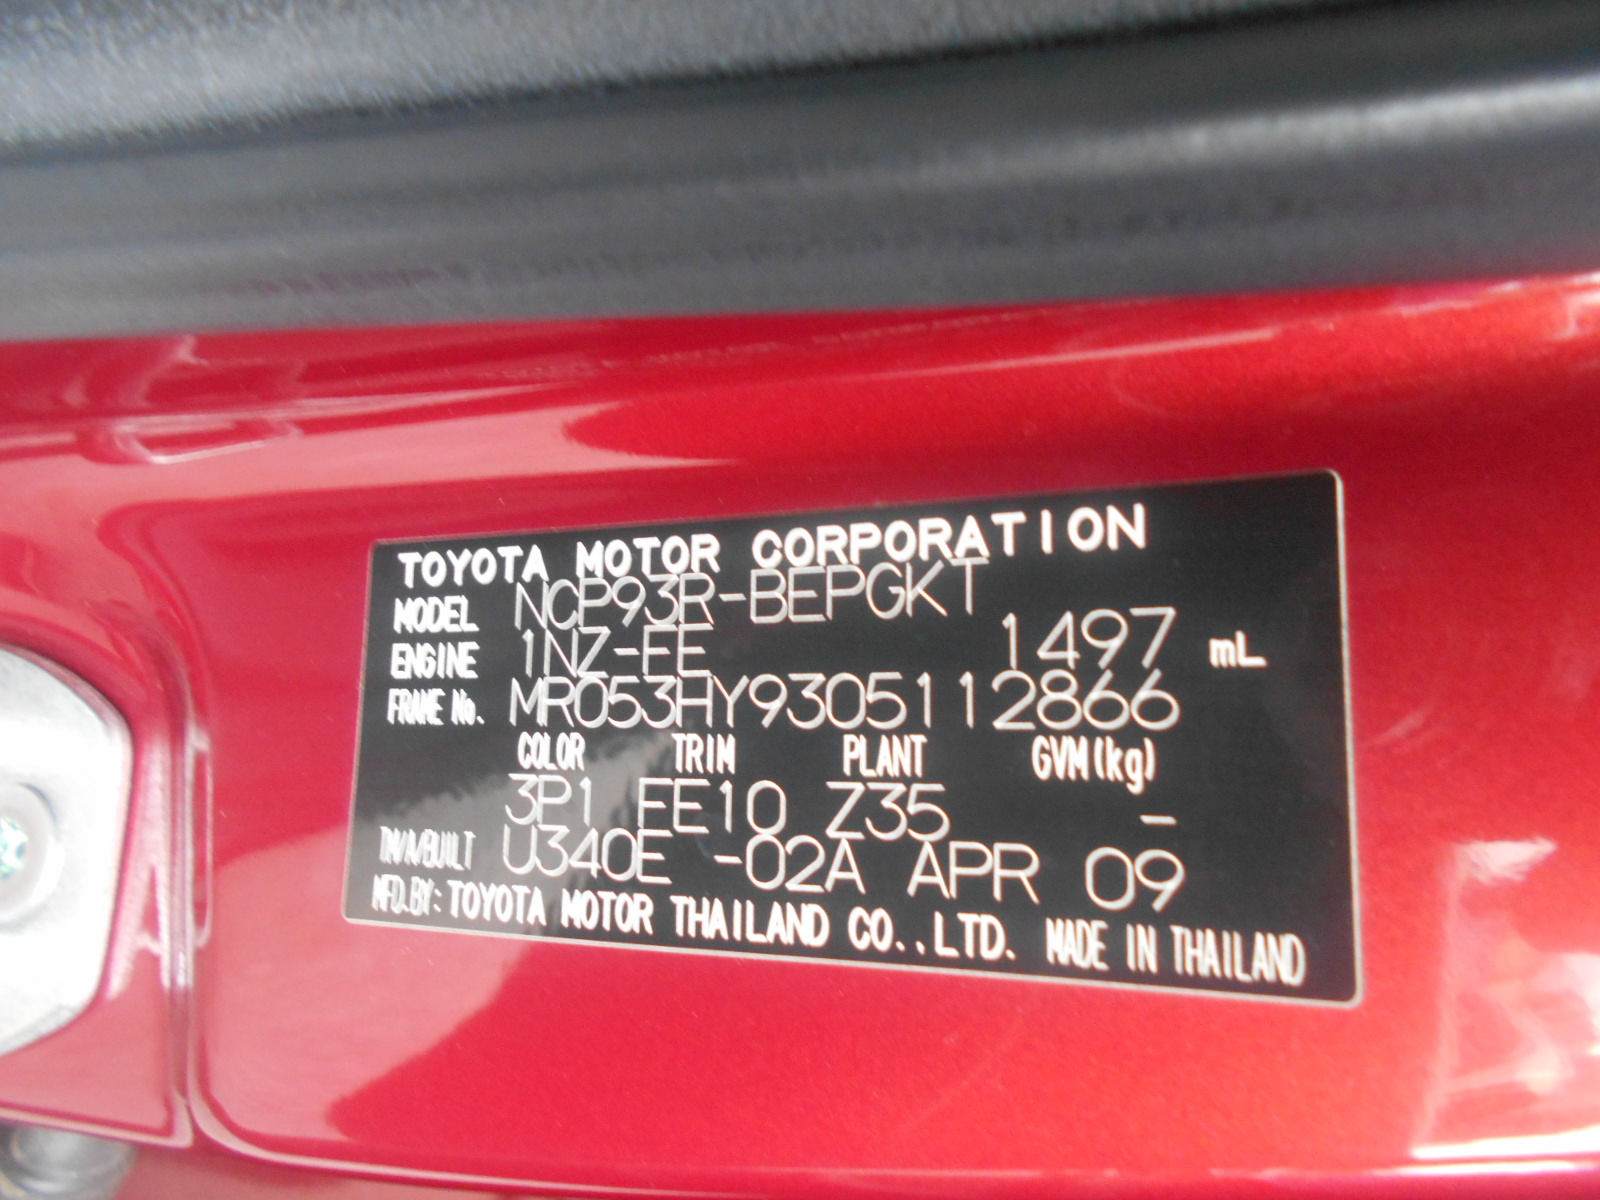 TOYOTA MOTOR CORPORATION
MODEL NCP93R-BEPGKT
ENGINE 1NZ-FE 1497 mL
FRAME No. MR053HY9305112866
COLOR TRIM PLANT GVM(kg)
3P1 FE10 Z35 -
TM/A/BUILT U340E -02A APR 09
MFD.BY: TOYOTA MOTOR THAILAND CO.,LTD. MADE IN THAILAND